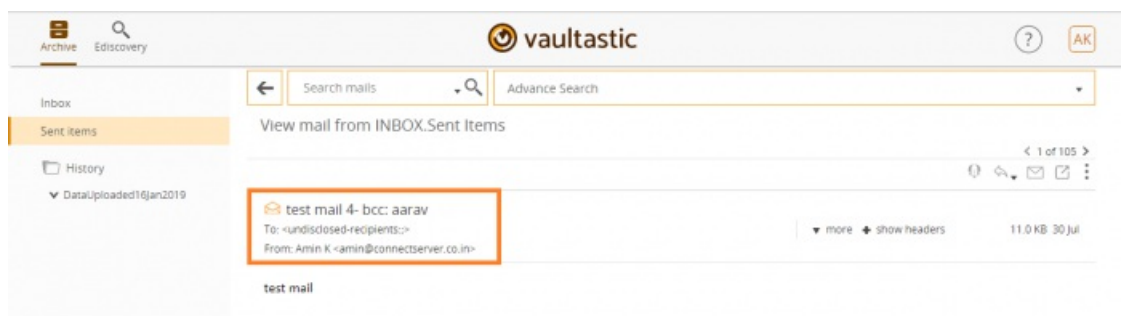 Archive Ediscovery
vaultastic
?
AK
Search mails
Advance Search
Inbox
Sent items
History
DataUploaded16Jan2019
View mail from INBOX.Sent Items
< 1 of 105 >
test mail 4- bcc: aarav
To: <undisclosed-recipients:;>
From: Amin K <amin@connectserver.co.in>
more + show headers
11.0 KB 30 Jul
test mail